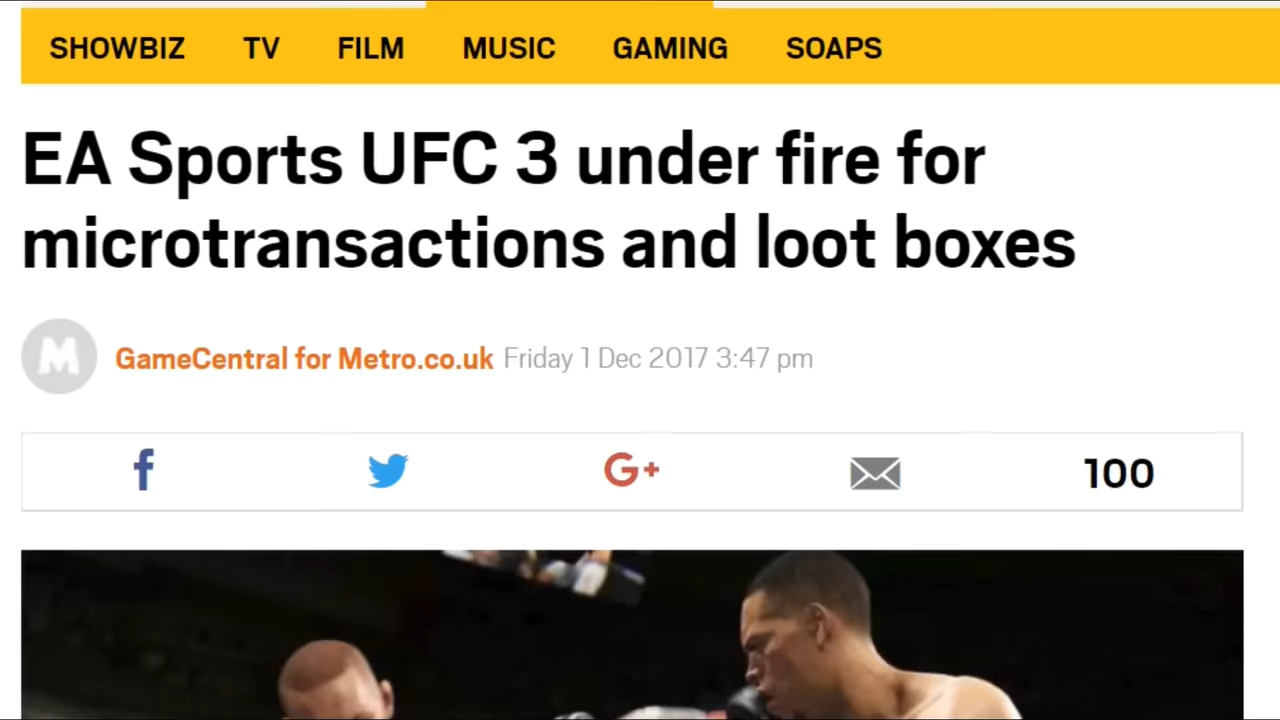 SHOWBIZ TV FILM MUSIC GAMING SOAPS
EA Sports UFC 3 under fire for
microtransactions and loot boxes
M GameCentral for Metro.co.uk Friday 1 Dec 2017 3:47 pm
f G+ 100